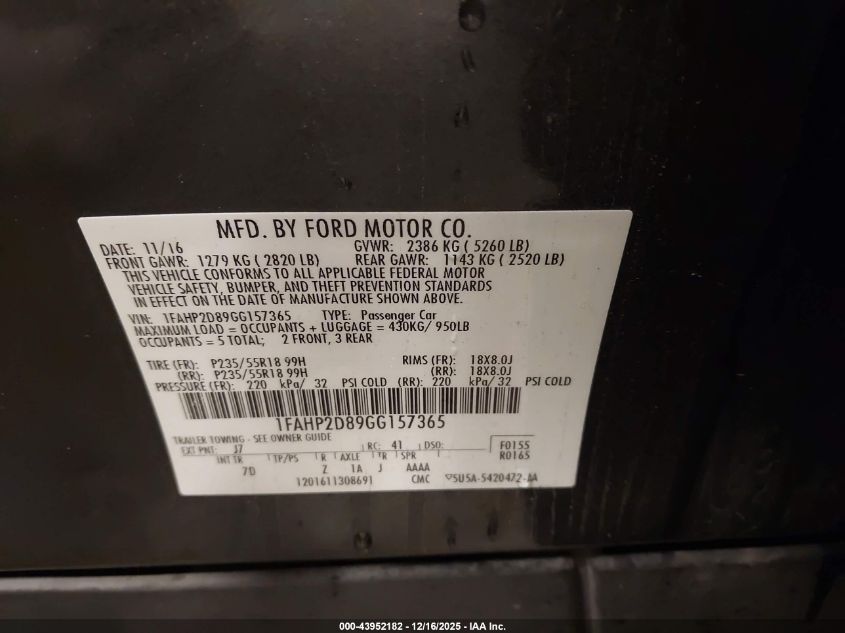 MFD. BY FORD MOTOR CO.
DATE: 11/16 GVWR: 2386 KG ( 5260 LB)
FRONT GAWR: 1279 KG ( 2820 LB) REAR GAWR: 1143 KG ( 2520 LB)
THIS VEHICLE CONFORMS TO ALL APPLICABLE FEDERAL MOTOR
VEHICLE SAFETY, BUMPER, AND THEFT PREVENTION STANDARDS
IN EFFECT ON THE DATE OF MANUFACTURE SHOWN ABOVE.
VIN: 1FAHP2D89GG157365 TYPE: Passenger Car
MAXIMUM LOAD = OCCUPANTS + LUGGAGE = 430KG/ 950LB
OCCUPANTS = 5 TOTAL; 2 FRONT, 3 REAR
TIRE (FR): P235/55R18 99H RIMS (FR): 18X8.0J
(RR): P235/55R18 99H (RR): 18X8.0J
PRESSURE (FR): 220 kPa/ 32 PSI COLD (RR): 220 kPa/ 32 PSI COLD
1FAHP2D89GG157365
TRAILER TOWING - SEE OWNER GUIDE
EXT PNT: J7 RC: 41 DSO: F0155
R0165
INT TR TP/PS R AXLE TR SPR
7D Z 1A J AAAA
1201611308691 CMC 5U5A-5420472-AA
000-43952182 - 12/16/2025 - IAA Inc.